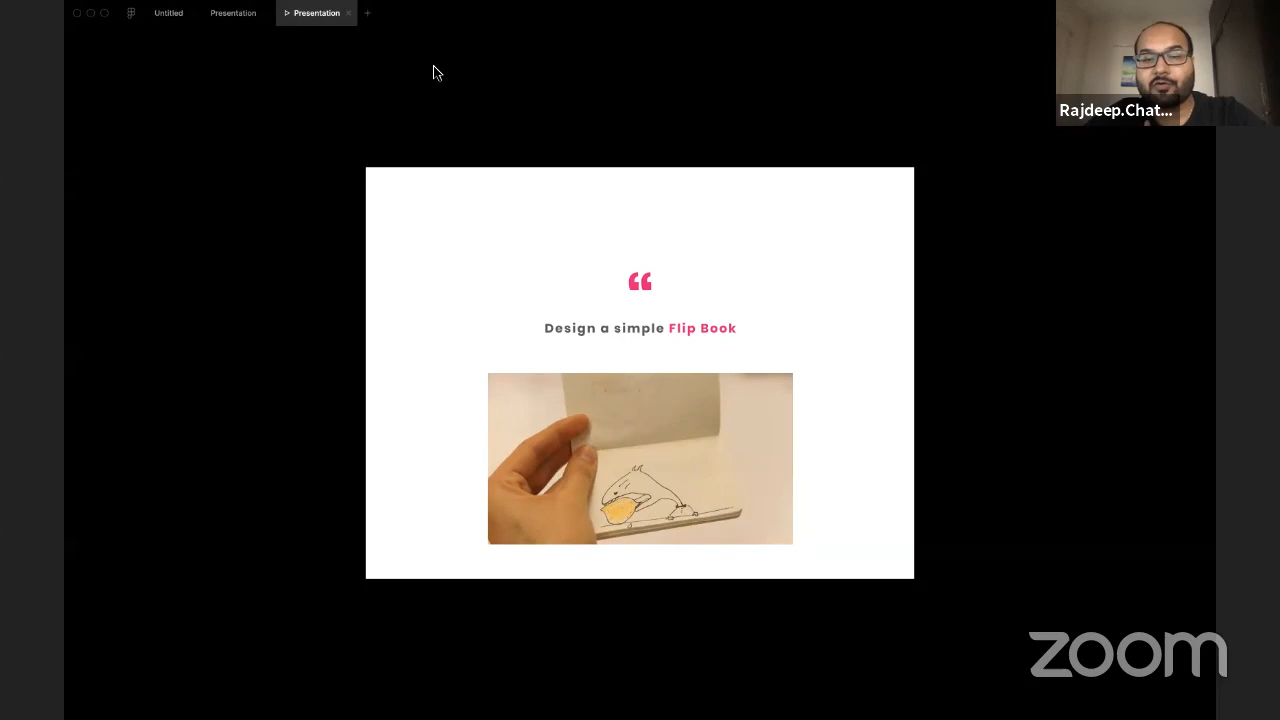 Untitled
Presentation
Presentation
Rajdeep.Chat...
“
Design a simple Flip Book
zoom